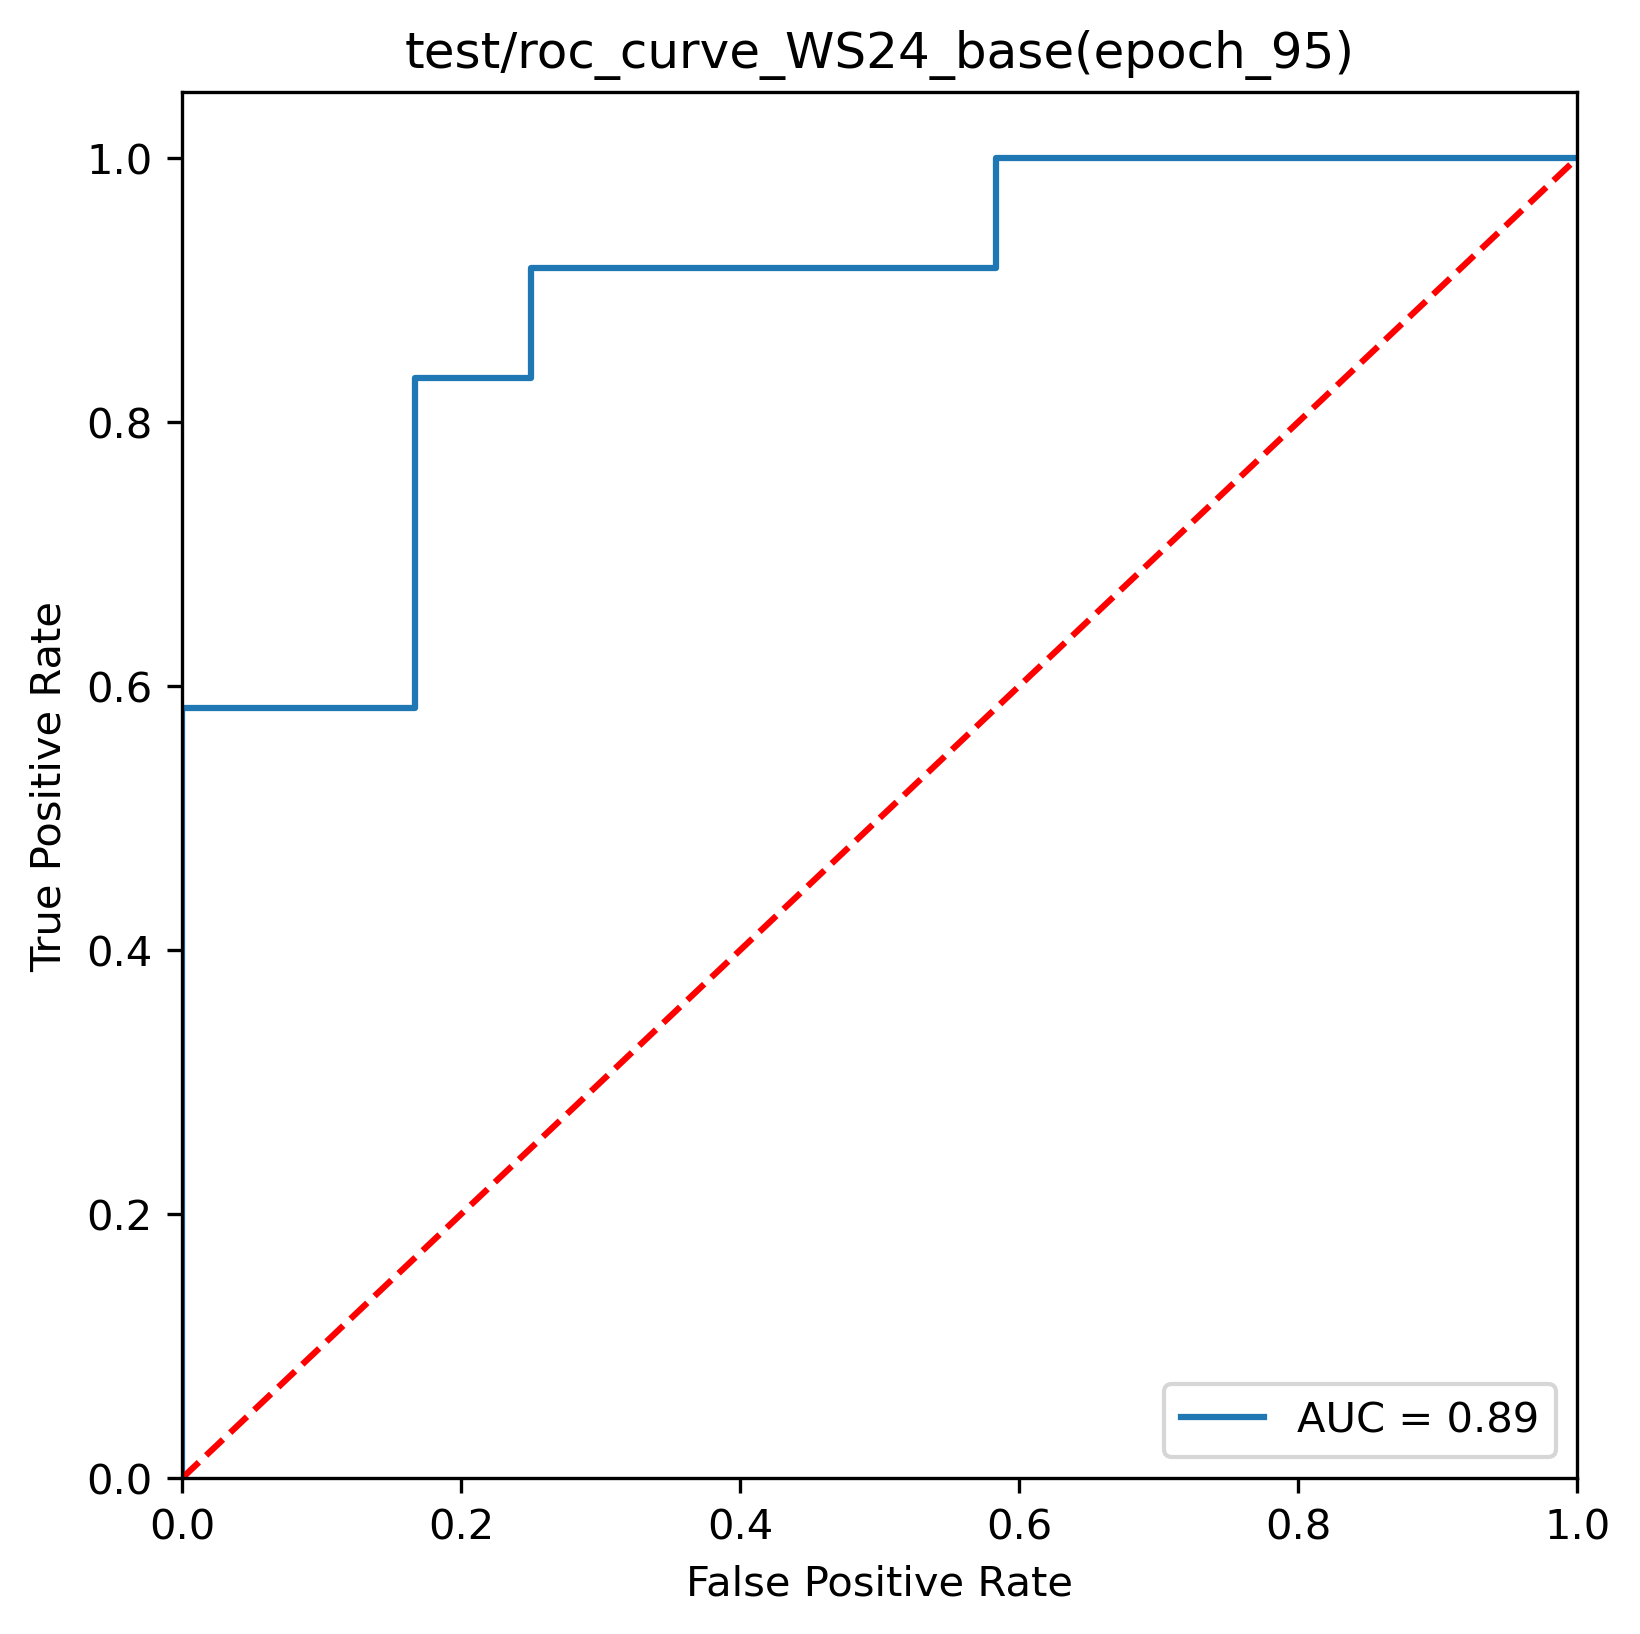 test/roc_curve_WS24_base(epoch_95)
1.0
0.8
0.6
0.4
0.2
0.0
True Positive Rate
AUC = 0.89
0.0 0.2 0.4 0.6 0.8 1.0
False Positive Rate